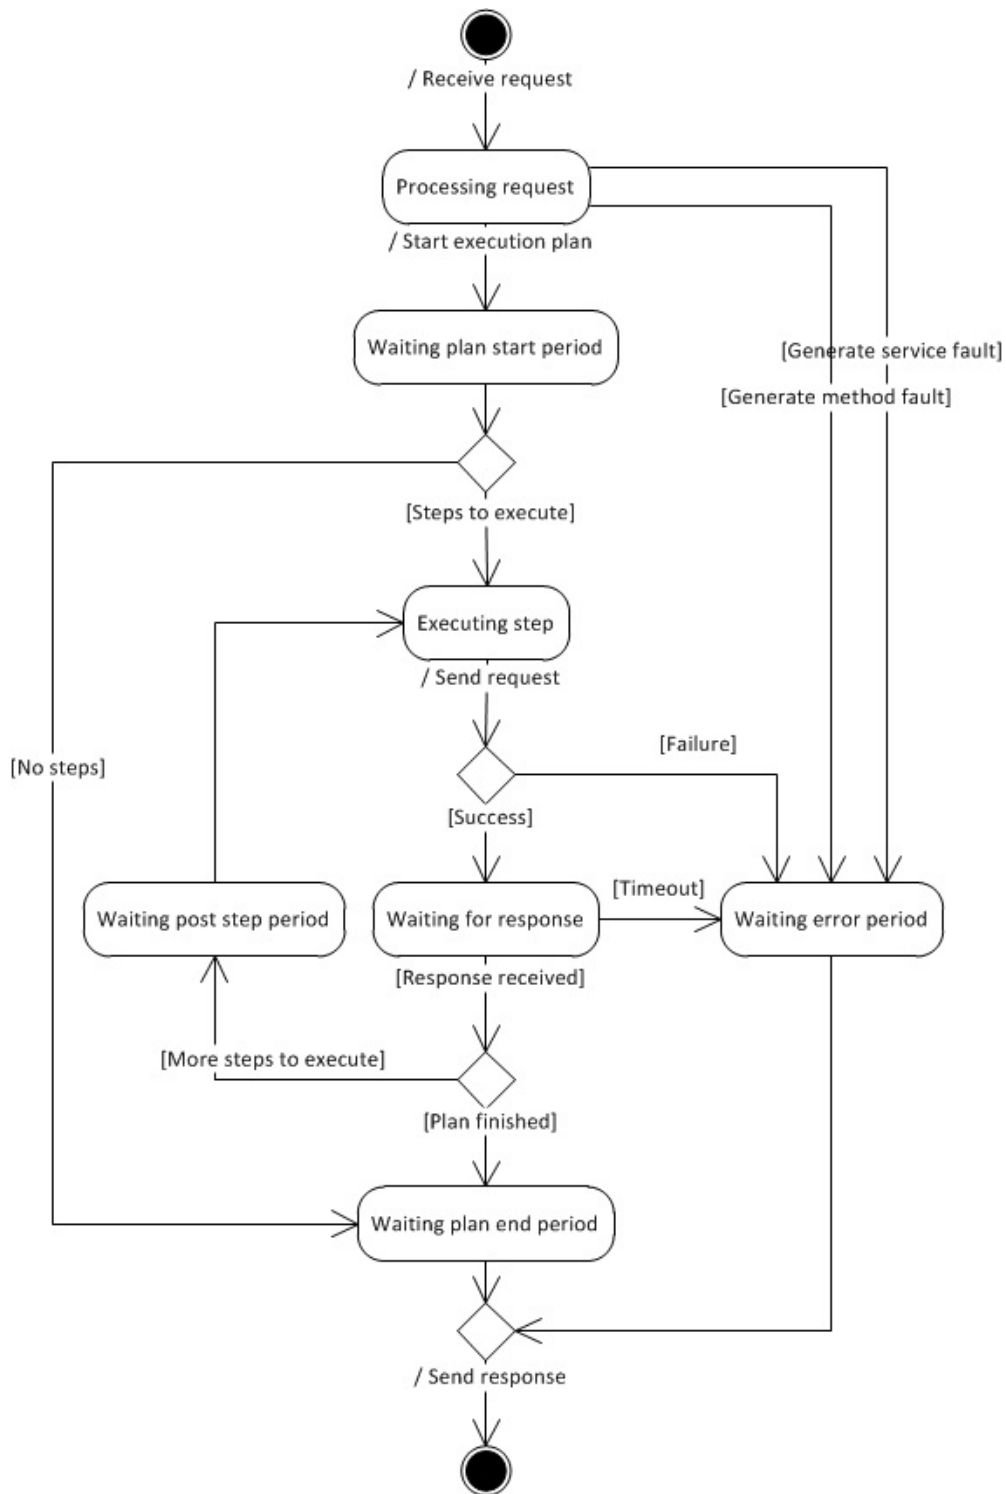 / Receive request
Processing request
/ Start execution plan
Waiting plan start period
[Generate service fault]
[Generate method fault]
[Steps to execute]
Executing step
/ Send request
[Failure]
[No steps]
[Success]
[Timeout]
Waiting post step period
Waiting for response
Waiting error period
[Response received]
[More steps to execute]
[Plan finished]
Waiting plan end period
/ Send response